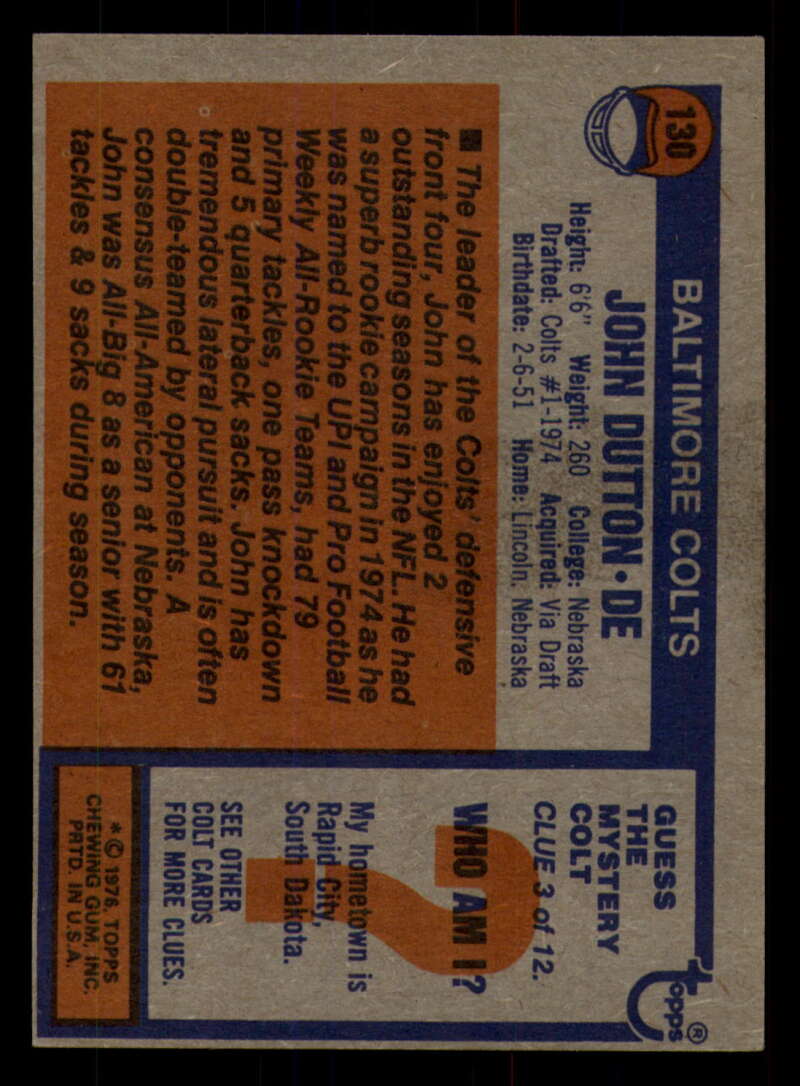 130
BALTIMORE COLTS
JOHN DUTTON • DE
Height: 6'6" Weight: 260 College: Nebraska
Drafted: Colts #1-1974 Acquired: Via Draft
Birthdate: 2-6-51 Home: Lincoln, Nebraska
■ The leader of the Colts' defensive
front four, John has enjoyed 2
outstanding seasons in the NFL. He had
a superb rookie campaign in 1974 as he
was named to the UPI and Pro Football
Weekly All-Rookie Teams, had 79
primary tackles, one pass knockdown
and 5 quarterback sacks. John has
tremendous lateral pursuit and is often
double-teamed by opponents. A
consensus All-American at Nebraska,
John was All-Big 8 as a senior with 61
tackles & 9 sacks during season.
topps®
GUESS
THE
MYSTERY
COLT
CLUE 3 of 12.
?
WHO AM I?
My hometown is
Rapid City,
South Dakota.
SEE OTHER
COLT CARDS
FOR MORE CLUES.
* © 1976, TOPPS
CHEWING GUM, INC.
PRTD. IN U.S.A.